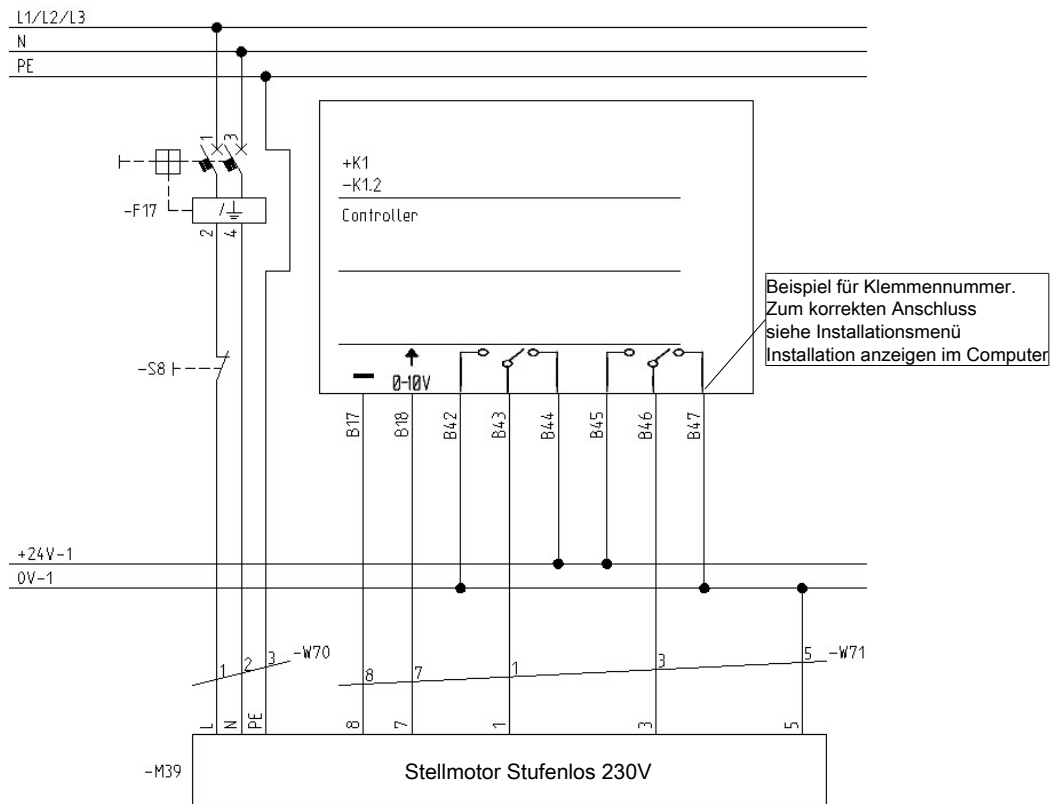 L1/L2/L3
N
PE
1 3
+K1
-K1.2
-F17
Controller
2 4
Beispiel für Klemmennummer.
Zum korrekten Anschluss
siehe Installationsmenü
Installation anzeigen im Computer
-S8
0-10V
B17 B18 B42 B43 B44 B45 B46 B47
+24V-1
0V-1
1 2 3 -W70 8 7 1 3 5 -W71
L N PE 8 7 1 3 5
-M39 Stellmotor Stufenlos 230V